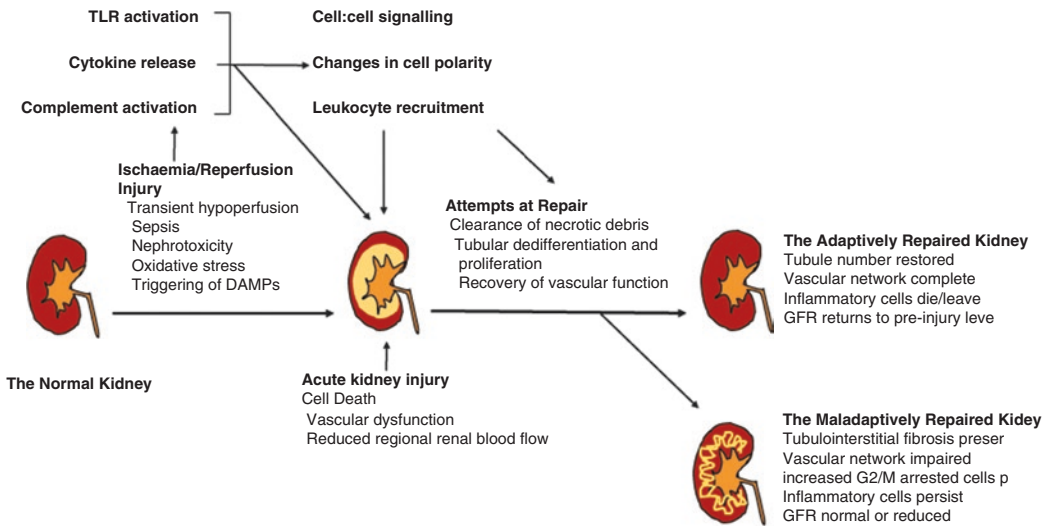 TLR activation
Cytokine release
Complement activation
Cell:cell signalling
Changes in cell polarity
Leukocyte recruitment
Ischaemia/Reperfusion
Injury
Transient hypoperfusion
Sepsis
Nephrotoxicity
Oxidative stress
Triggering of DAMPs
Attempts at Repair
Clearance of necrotic debris
Tubular dedifferentiation and
proliferation
Recovery of vascular function
The Adaptively Repaired Kidney
Tubule number restored
Vascular network complete
Inflammatory cells die/leave
GFR returns to pre-injury leve
The Normal Kidney
Acute kidney injury
Cell Death
Vascular dysfunction
Reduced regional renal blood flow
The Maladaptively Repaired Kidey
Tubulointerstitial fibrosis preser
Vascular network impaired
increased G2/M arrested cells p
Inflammatory cells persist
GFR normal or reduced